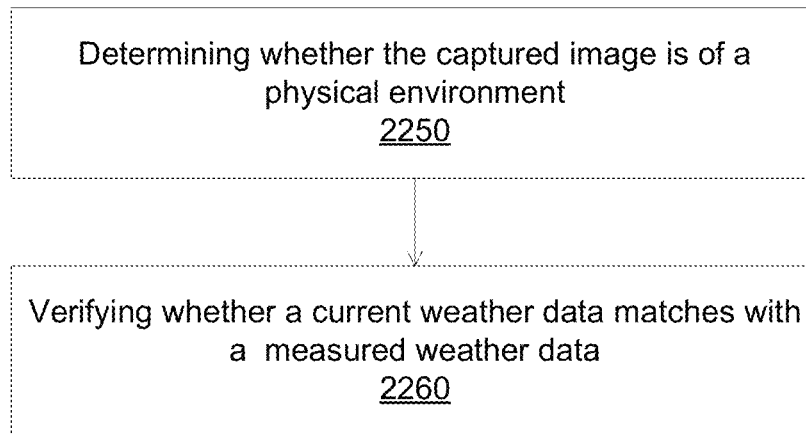 Determining whether the captured image is of a
physical environment
2250
Verifying whether a current weather data matches with
a measured weather data
2260